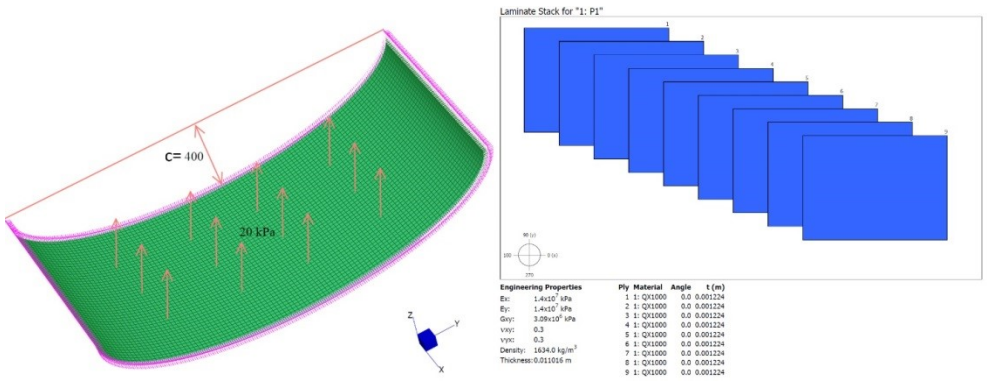 C= 400
20 kPa
Z
Y
X
Laminate Stack for "1: P1"
1
2
3
4
5
6
7
8
9
90 (y)
180
0 (x)
270
Engineering Properties
Ex: 1.4x10⁷ kPa
Ey: 1.4x10⁷ kPa
Gxy: 3.09x10⁶ kPa
νxy: 0.3
νyx: 0.3
Density: 1634.0 kg/m³
Thickness: 0.011016 m
Ply Material Angle t (m)
1 1: QX1000 0.0 0.001224
2 1: QX1000 0.0 0.001224
3 1: QX1000 0.0 0.001224
4 1: QX1000 0.0 0.001224
5 1: QX1000 0.0 0.001224
6 1: QX1000 0.0 0.001224
7 1: QX1000 0.0 0.001224
8 1: QX1000 0.0 0.001224
9 1: QX1000 0.0 0.001224